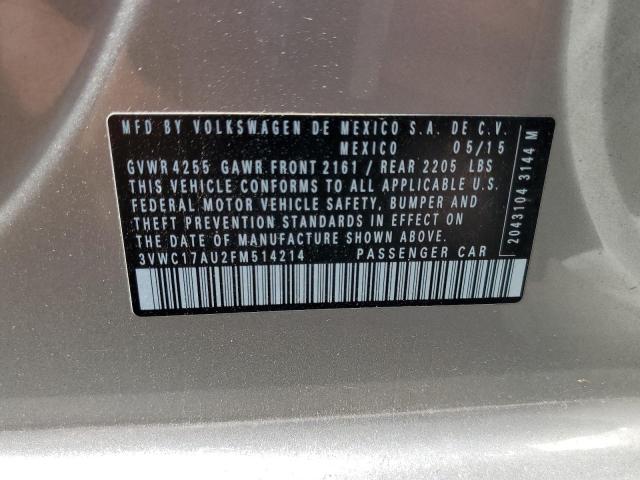 MFD BY VOLKSWAGEN DE MEXICO S.A. DE C.V.
MEXICO 05/15
GVWR 4255 GAWR FRONT 2161 / REAR 2205 LBS
THIS VEHICLE CONFORMS TO ALL APPLICABLE U.S.
FEDERAL MOTOR VEHICLE SAFETY, BUMPER AND
THEFT PREVENTION STANDARDS IN EFFECT ON
THE DATE OF MANUFACTURE SHOWN ABOVE.
3VWC17AU2FM514214 PASSENGER CAR
2043104 3144 M